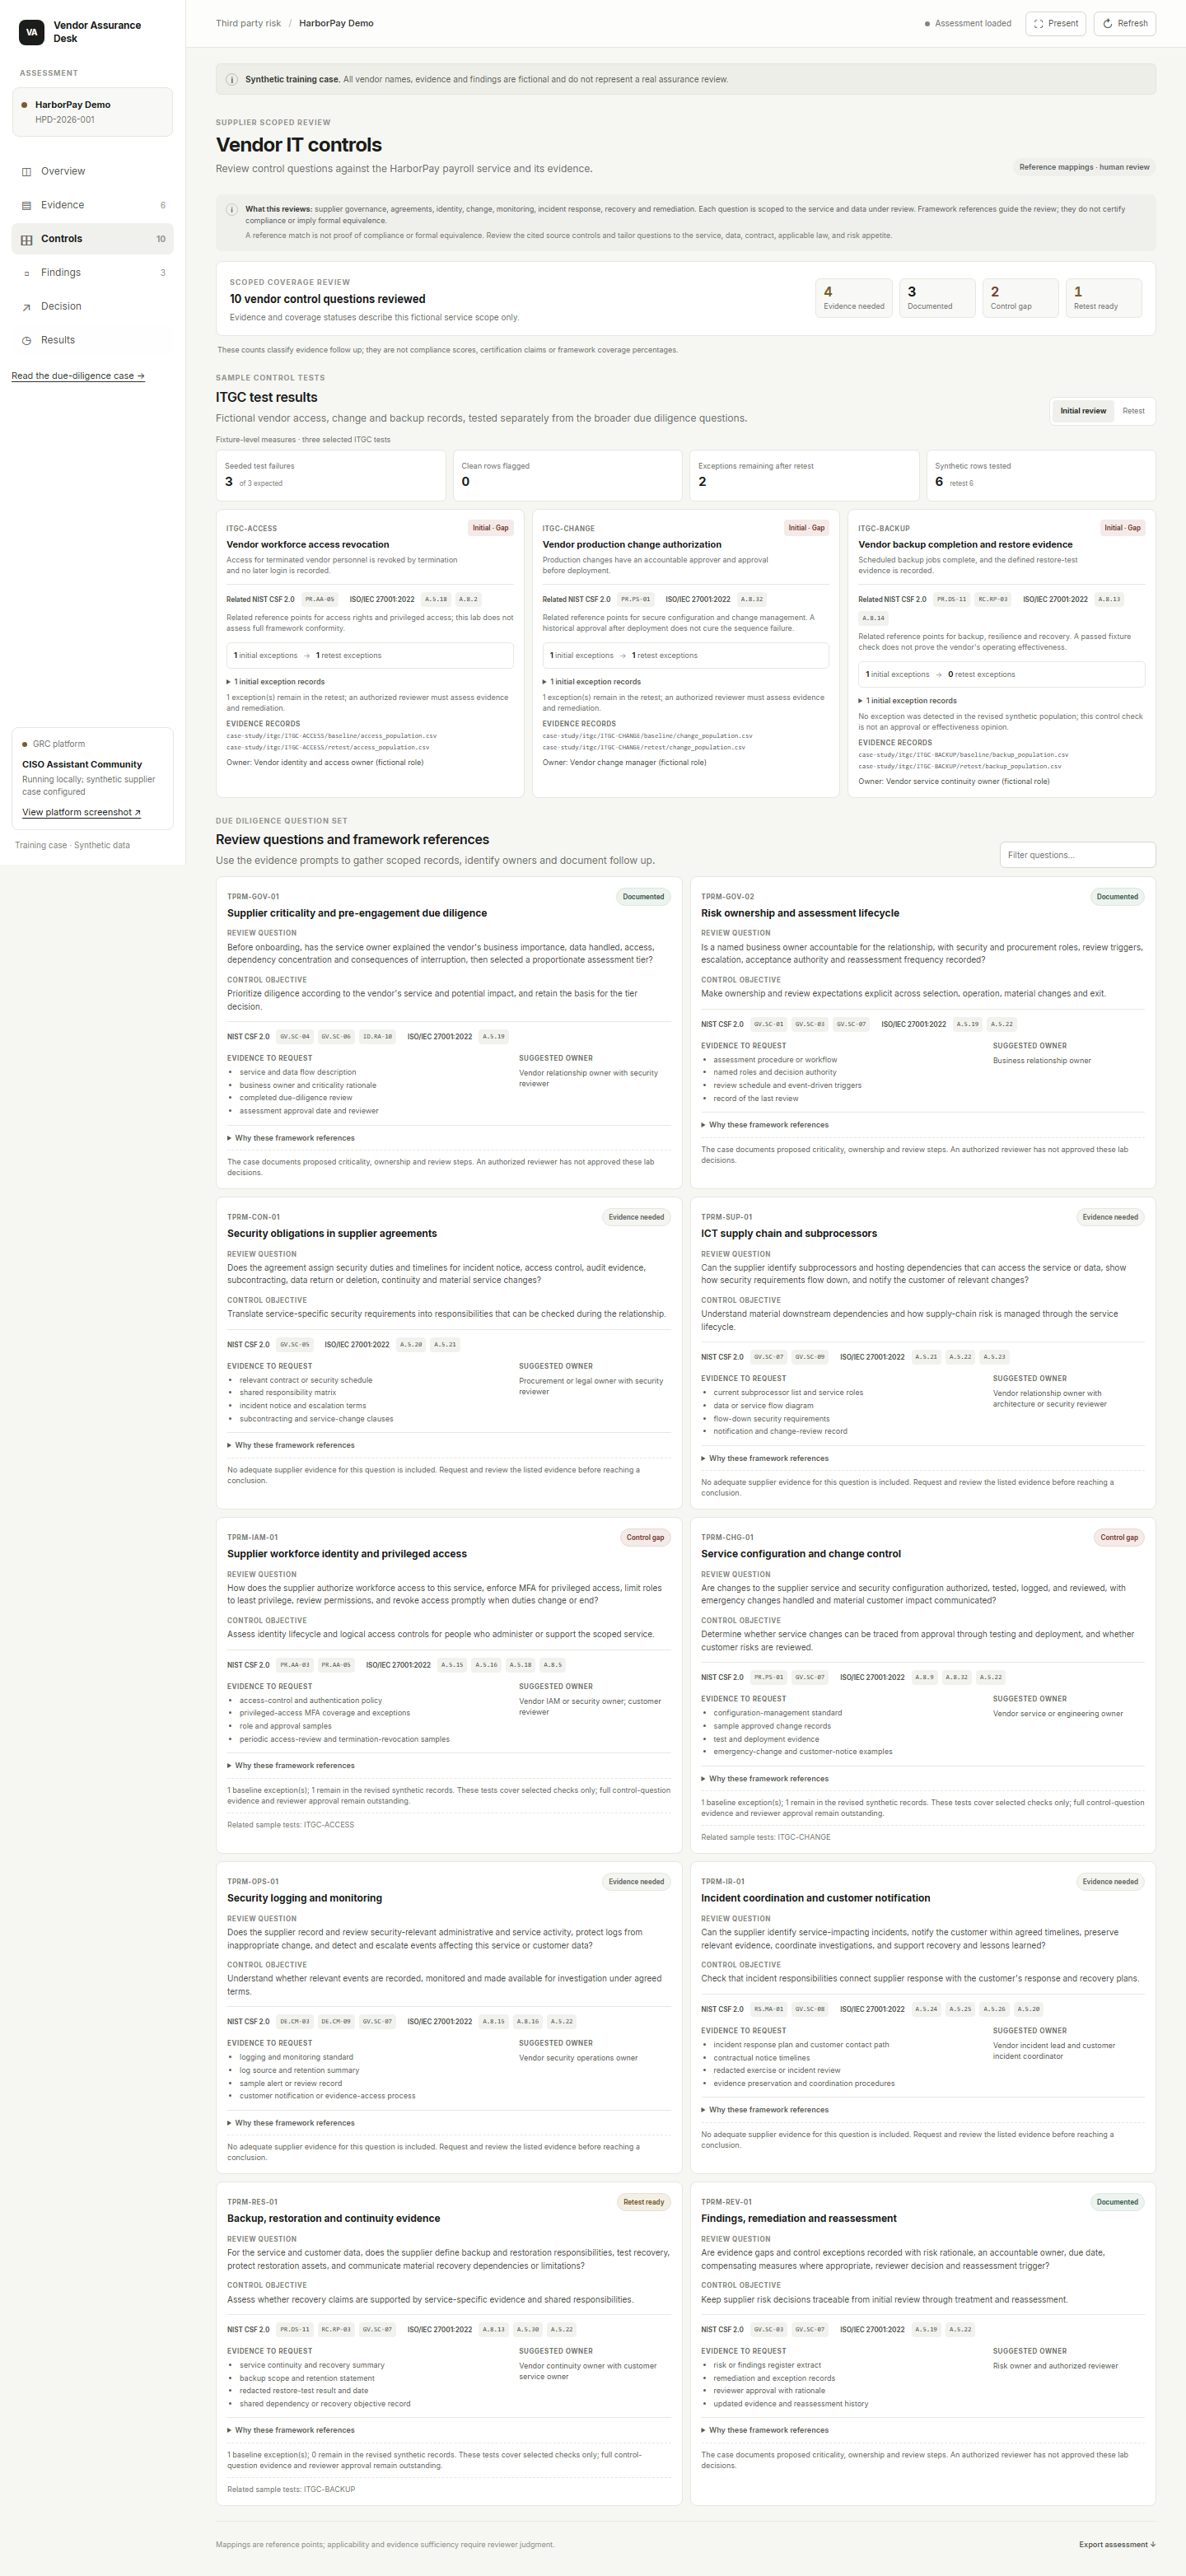 VA
Vendor Assurance
Desk
ASSESSMENT
HarborPay Demo
HPD-2026-001
Overview
Evidence 6
Controls 10
Findings 3
Decision
Results
Read the due-diligence case →
GRC platform
CISO Assistant Community
Running locally; synthetic supplier
case configured
View platform screenshot ↗
Training case · Synthetic data
Third party risk / HarborPay Demo
Assessment loaded
Present
Refresh
Synthetic training case. All vendor names, evidence and findings are fictional and do not represent a real assurance review.
SUPPLIER SCOPED REVIEW
Vendor IT controls
Review control questions against the HarborPay payroll service and its evidence.
Reference mappings · human review
What this reviews: supplier governance, agreements, identity, change, monitoring, incident response, recovery and remediation. Each question is scoped to the service and data under review. Framework references guide the review; they do not certify
compliance or imply formal equivalence.
A reference match is not proof of compliance or formal equivalence. Review the cited source controls and tailor questions to the service, data, contract, applicable law, and risk appetite.
SCOPED COVERAGE REVIEW
10 vendor control questions reviewed
Evidence and coverage statuses describe this fictional service scope only.
4
Evidence needed
3
Documented
2
Control gap
1
Retest ready
These counts classify evidence follow up; they are not compliance scores, certification claims or framework coverage percentages.
SAMPLE CONTROL TESTS
ITGC test results
Fictional vendor access, change and backup records, tested separately from the broader due diligence questions.
Initial review
Retest
Fixture-level measures · three selected ITGC tests
Seeded test failures
3 of 3 expected
Clean rows flagged
0
Exceptions remaining after retest
2
Synthetic rows tested
6 retest 6
ITGC-ACCESS
Initial · Gap
Vendor workforce access revocation
Access for terminated vendor personnel is revoked by termination
and no later login is recorded.
Related NIST CSF 2.0 PR.AA-05 ISO/IEC 27001:2022 A.5.18 A.8.2
Related reference points for access rights and privileged access; this lab does not
assess full framework conformity.
1 initial exceptions → 1 retest exceptions
▶ 1 initial exception records
1 exception(s) remain in the retest; an authorized reviewer must assess evidence
and remediation.
EVIDENCE RECORDS
case-study/itgc/ITGC-ACCESS/baseline/access_population.csv
case-study/itgc/ITGC-ACCESS/retest/access_population.csv
Owner: Vendor identity and access owner (fictional role)
ITGC-CHANGE
Initial · Gap
Vendor production change authorization
Production changes have an accountable approver and approval
before deployment.
Related NIST CSF 2.0 PR.PS-01 ISO/IEC 27001:2022 A.8.32
Related reference points for secure configuration and change management. A
historical approval after deployment does not cure the sequence failure.
1 initial exceptions → 1 retest exceptions
▶ 1 initial exception records
1 exception(s) remain in the retest; an authorized reviewer must assess evidence
and remediation.
EVIDENCE RECORDS
case-study/itgc/ITGC-CHANGE/baseline/change_population.csv
case-study/itgc/ITGC-CHANGE/retest/change_population.csv
Owner: Vendor change manager (fictional role)
ITGC-BACKUP
Initial · Gap
Vendor backup completion and restore evidence
Scheduled backup jobs complete, and the defined restore-test
evidence is recorded.
Related NIST CSF 2.0 PR.DS-11 RC.RP-03 ISO/IEC 27001:2022 A.8.13
A.8.14
Related reference points for backup, resilience and recovery. A passed fixture
check does not prove the vendor's operating effectiveness.
1 initial exceptions → 0 retest exceptions
▶ 1 initial exception records
No exception was detected in the revised synthetic population; this control check
is not an approval or effectiveness opinion.
EVIDENCE RECORDS
case-study/itgc/ITGC-BACKUP/baseline/backup_population.csv
case-study/itgc/ITGC-BACKUP/retest/backup_population.csv
Owner: Vendor service continuity owner (fictional role)
DUE DILIGENCE QUESTION SET
Review questions and framework references
Use the evidence prompts to gather scoped records, identify owners and document follow up.
Filter questions...
TPRM-GOV-01
Documented
Supplier criticality and pre-engagement due diligence
REVIEW QUESTION
Before onboarding, has the service owner explained the vendor's business importance, data handled, access,
dependency concentration and consequences of interruption, then selected a proportionate assessment tier?
CONTROL OBJECTIVE
Prioritize diligence according to the vendor's service and potential impact, and retain the basis for the tier
decision.
NIST CSF 2.0 GV.SC-04 GV.SC-06 ID.RA-10 ISO/IEC 27001:2022 A.5.19
EVIDENCE TO REQUEST
• service and data flow description
• business owner and criticality rationale
• completed due-diligence review
• assessment approval date and reviewer
SUGGESTED OWNER
Vendor relationship owner with security
reviewer
▶ Why these framework references
The case documents proposed criticality, ownership and review steps. An authorized reviewer has not approved these lab
decisions.
TPRM-GOV-02
Documented
Risk ownership and assessment lifecycle
REVIEW QUESTION
Is a named business owner accountable for the relationship, with security and procurement roles, review triggers,
escalation, acceptance authority and reassessment frequency recorded?
CONTROL OBJECTIVE
Make ownership and review expectations explicit across selection, operation, material changes and exit.
NIST CSF 2.0 GV.SC-01 GV.SC-03 GV.SC-07 ISO/IEC 27001:2022 A.5.19 A.5.22
EVIDENCE TO REQUEST
• assessment procedure or workflow
• named roles and decision authority
• review schedule and event-driven triggers
• record of the last review
SUGGESTED OWNER
Business relationship owner
▶ Why these framework references
The case documents proposed criticality, ownership and review steps. An authorized reviewer has not approved these lab
decisions.
TPRM-CON-01
Evidence needed
Security obligations in supplier agreements
REVIEW QUESTION
Does the agreement assign security duties and timelines for incident notice, access control, audit evidence,
subcontracting, data return or deletion, continuity and material service changes?
CONTROL OBJECTIVE
Translate service-specific security requirements into responsibilities that can be checked during the relationship.
NIST CSF 2.0 GV.SC-05 ISO/IEC 27001:2022 A.5.20 A.5.21
EVIDENCE TO REQUEST
• relevant contract or security schedule
• shared responsibility matrix
• incident notice and escalation terms
• subcontracting and service-change clauses
SUGGESTED OWNER
Procurement or legal owner with security
reviewer
▶ Why these framework references
No adequate supplier evidence for this question is included. Request and review the listed evidence before reaching a
conclusion.
TPRM-SUP-01
Evidence needed
ICT supply chain and subprocessors
REVIEW QUESTION
Can the supplier identify subprocessors and hosting dependencies that can access the service or data, show
how security requirements flow down, and notify the customer of relevant changes?
CONTROL OBJECTIVE
Understand material downstream dependencies and how supply-chain risk is managed through the service
lifecycle.
NIST CSF 2.0 GV.SC-07 GV.SC-09 ISO/IEC 27001:2022 A.5.21 A.5.22 A.5.23
EVIDENCE TO REQUEST
• current subprocessor list and service roles
• data or service flow diagram
• flow-down security requirements
• notification and change-review record
SUGGESTED OWNER
Vendor relationship owner with
architecture or security reviewer
▶ Why these framework references
No adequate supplier evidence for this question is included. Request and review the listed evidence before reaching a
conclusion.
TPRM-IAM-01
Control gap
Supplier workforce identity and privileged access
REVIEW QUESTION
How does the supplier authorize workforce access to this service, enforce MFA for privileged access, limit roles
to least privilege, review permissions, and revoke access promptly when duties change or end?
CONTROL OBJECTIVE
Assess identity lifecycle and logical access controls for people who administer or support the scoped service.
NIST CSF 2.0 PR.AA-03 PR.AA-05 ISO/IEC 27001:2022 A.5.15 A.5.16 A.5.18 A.8.5
EVIDENCE TO REQUEST
• access-control and authentication policy
• privileged-access MFA coverage and exceptions
• role and approval samples
• periodic access-review and termination-revocation samples
SUGGESTED OWNER
Vendor IAM or security owner; customer
reviewer
▶ Why these framework references
1 baseline exception(s); 1 remain in the revised synthetic records. These tests cover selected checks only; full control-question
evidence and reviewer approval remain outstanding.
Related sample tests: ITGC-ACCESS
TPRM-CHG-01
Control gap
Service configuration and change control
REVIEW QUESTION
Are changes to the supplier service and security configuration authorized, tested, logged, and reviewed, with
emergency changes handled and material customer impact communicated?
CONTROL OBJECTIVE
Determine whether service changes can be traced from approval through testing and deployment, and whether
customer risks are reviewed.
NIST CSF 2.0 PR.PS-01 GV.SC-07 ISO/IEC 27001:2022 A.8.9 A.8.32 A.5.22
EVIDENCE TO REQUEST
• configuration-management standard
• sample approved change records
• test and deployment evidence
• emergency-change and customer-notice examples
SUGGESTED OWNER
Vendor service or engineering owner
▶ Why these framework references
1 baseline exception(s); 1 remain in the revised synthetic records. These tests cover selected checks only; full control-question
evidence and reviewer approval remain outstanding.
Related sample tests: ITGC-CHANGE
TPRM-OPS-01
Evidence needed
Security logging and monitoring
REVIEW QUESTION
Does the supplier record and review security-relevant administrative and service activity, protect logs from
inappropriate change, and detect and escalate events affecting this service or customer data?
CONTROL OBJECTIVE
Understand whether relevant events are recorded, monitored and made available for investigation under agreed
terms.
NIST CSF 2.0 DE.CM-03 DE.CM-09 GV.SC-07 ISO/IEC 27001:2022 A.8.15 A.8.16 A.5.22
EVIDENCE TO REQUEST
• logging and monitoring standard
• log source and retention summary
• sample alert or review record
• customer notification or evidence-access process
SUGGESTED OWNER
Vendor security operations owner
▶ Why these framework references
No adequate supplier evidence for this question is included. Request and review the listed evidence before reaching a
conclusion.
TPRM-IR-01
Evidence needed
Incident coordination and customer notification
REVIEW QUESTION
Can the supplier identify service-impacting incidents, notify the customer within agreed timelines, preserve
relevant evidence, coordinate investigations, and support recovery and lessons learned?
CONTROL OBJECTIVE
Check that incident responsibilities connect supplier response with the customer's response and recovery plans.
NIST CSF 2.0 RS.MA-01 GV.SC-08 ISO/IEC 27001:2022 A.5.24 A.5.25 A.5.26 A.5.20
EVIDENCE TO REQUEST
• incident response plan and customer contact path
• contractual notice timelines
• redacted exercise or incident review
• evidence preservation and coordination procedures
SUGGESTED OWNER
Vendor incident lead and customer
incident coordinator
▶ Why these framework references
No adequate supplier evidence for this question is included. Request and review the listed evidence before reaching a
conclusion.
TPRM-RES-01
Retest ready
Backup, restoration and continuity evidence
REVIEW QUESTION
For the service and customer data, does the supplier define backup and restoration responsibilities, test recovery,
protect restoration assets, and communicate material recovery dependencies or limitations?
CONTROL OBJECTIVE
Assess whether recovery claims are supported by service-specific evidence and shared responsibilities.
NIST CSF 2.0 PR.DS-11 RC.RP-03 GV.SC-07 ISO/IEC 27001:2022 A.8.13 A.5.30 A.5.22
EVIDENCE TO REQUEST
• service continuity and recovery summary
• backup scope and retention statement
• redacted restore-test result and date
• shared dependency or recovery objective record
SUGGESTED OWNER
Vendor continuity owner with customer
service owner
▶ Why these framework references
1 baseline exception(s); 0 remain in the revised synthetic records. These tests cover selected checks only; full control-
question evidence and reviewer approval remain outstanding.
Related sample tests: ITGC-BACKUP
TPRM-REV-01
Documented
Findings, remediation and reassessment
REVIEW QUESTION
Are evidence gaps and control exceptions recorded with risk rationale, an accountable owner, due date,
compensating measures where appropriate, reviewer decision and reassessment trigger?
CONTROL OBJECTIVE
Keep supplier risk decisions traceable from initial review through treatment and reassessment.
NIST CSF 2.0 GV.SC-03 GV.SC-07 ISO/IEC 27001:2022 A.5.19 A.5.22
EVIDENCE TO REQUEST
• risk or findings register extract
• remediation and exception records
• reviewer approval with rationale
• updated evidence and reassessment history
SUGGESTED OWNER
Risk owner and authorized reviewer
▶ Why these framework references
The case documents proposed criticality, ownership and review steps. An authorized reviewer has not approved these lab
decisions.
Mappings are reference points; applicability and evidence sufficiency require reviewer judgment.
Export assessment ↓